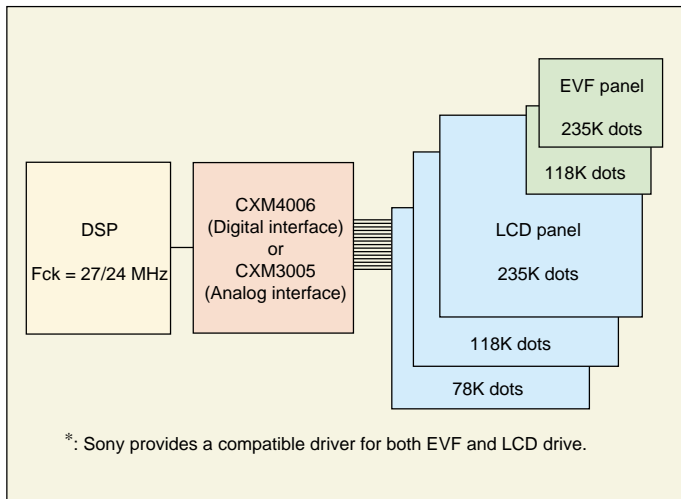 DSP
Fck = 27/24 MHz
CXM4006
(Digital interface)
or
CXM3005
(Analog interface)
EVF panel
235K dots
118K dots
LCD panel
235K dots
118K dots
78K dots
*: Sony provides a compatible driver for both EVF and LCD drive.